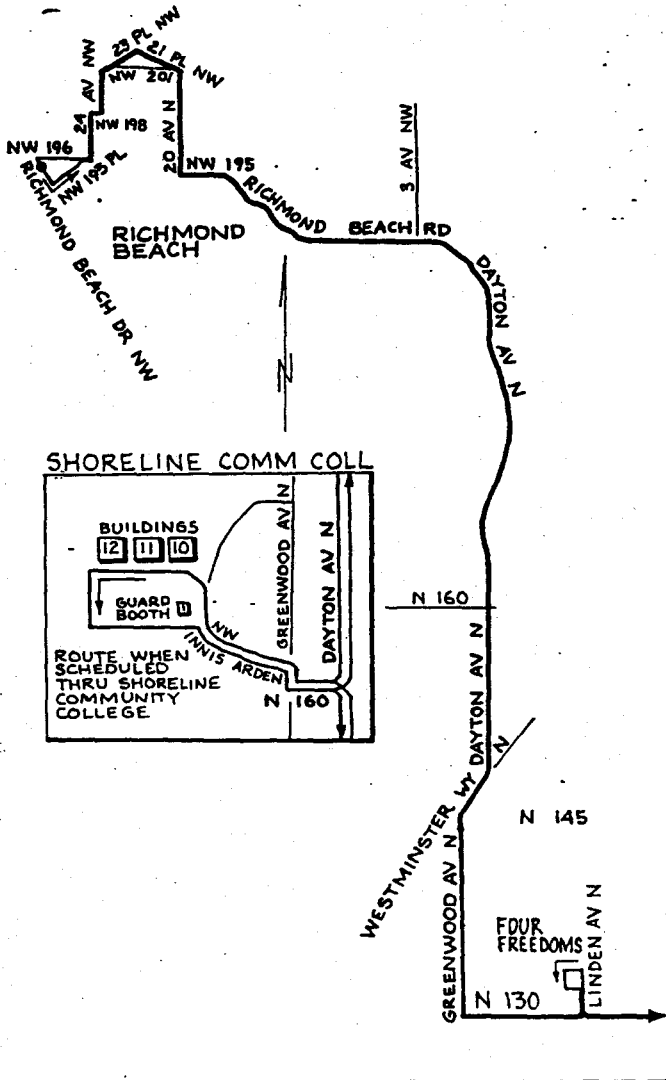 23 PL NW
21 PL NW
24 AV NW
NW 201
NW 198
20 AV N
NW 196
NW 195 PL
NW 195
RICHMOND BEACH DR NW
RICHMOND BEACH RD
3 AV NW
RICHMOND
BEACH
DAYTON AV N
N
SHORELINE COMM COLL
BUILDINGS
12 11 10
GREENWOOD AV N
DAYTON AV N
GUARD
BOOTH
NW
INNIS ARDEN
ROUTE WHEN
SCHEDULED
THRU SHORELINE
COMMUNITY
COLLEGE
N 160
N 160
DAYTON AV N
WESTMINSTER WY N
N 145
GREENWOOD AV N
FOUR
FREEDOMS
LINDEN AV N
N 130